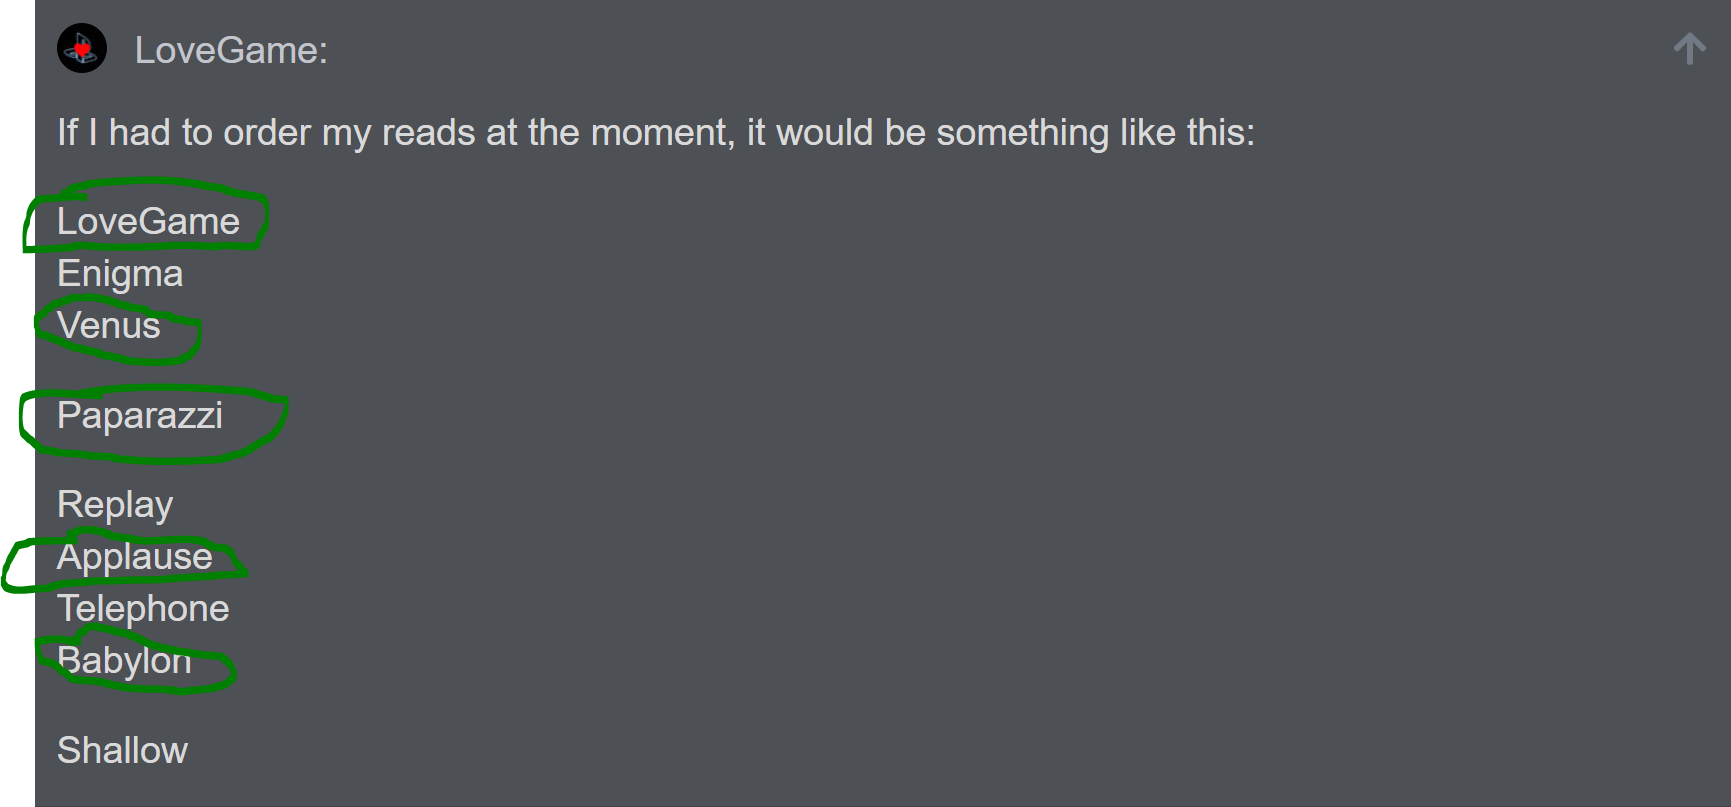 LoveGame:
If I had to order my reads at the moment, it would be something like this:
LoveGame
Enigma
Venus
Paparazzi
Replay
Applause
Telephone
Babylon
Shallow